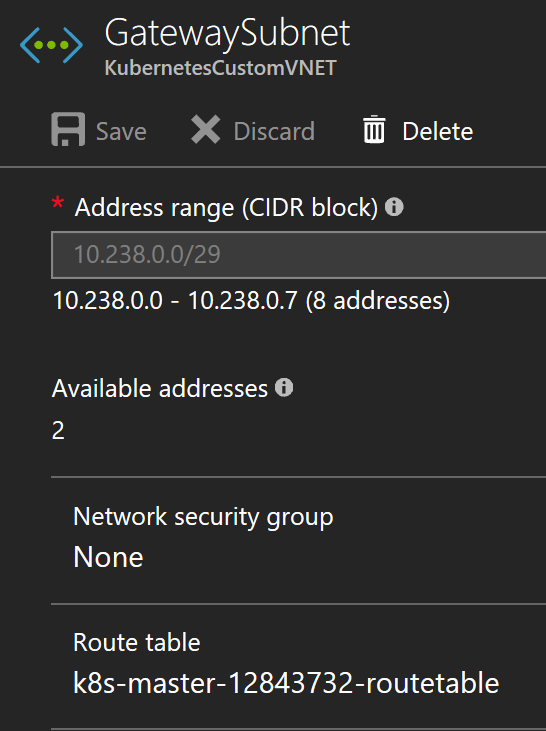 GatewaySubnet
KubernetesCustomVNET
Save Discard Delete
* Address range (CIDR block)
10.238.0.0/29
10.238.0.0 - 10.238.0.7 (8 addresses)
Available addresses
2
Network security group
None
Route table
k8s-master-12843732-routetable